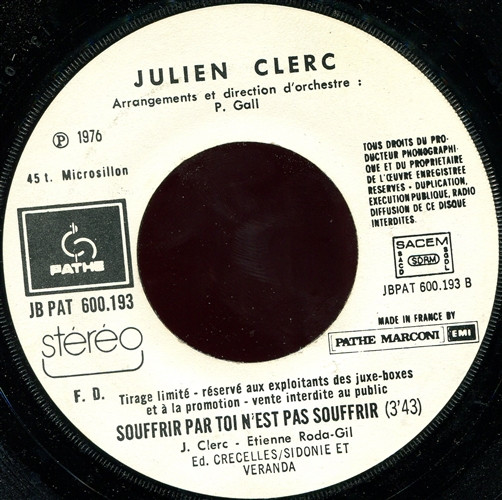 JULIEN CLERC
Arrangements et direction d'orchestre :
P. Gall
Ⓟ 1976
45 t. Microsillon
PATHE
JB PAT 600.193
stéréo
TOUS DROITS DU PRO-
DUCTEUR PHONOGRAPHI-
QUE ET DU PROPRIETAIRE
DE L'ŒUVRE ENREGISTREE
RESERVES - DUPLICATION,
EXECUTION PUBLIQUE, RADIO
DIFFUSION DE CE DISQUE
INTERDITES.
SACEM
SACD SDRM SGDL
JBPAT 600.193 B
MADE IN FRANCE BY
PATHE MARCONI EMI
F. D.
Tirage limité - réservé aux exploitants des juxe-boxes
et à la promotion - vente interdite au public
SOUFFRIR PAR TOI N'EST PAS SOUFFRIR (3'43)
J. Clerc - Etienne Roda-Gil
Ed. CRECELLES/SIDONIE ET
VERANDA